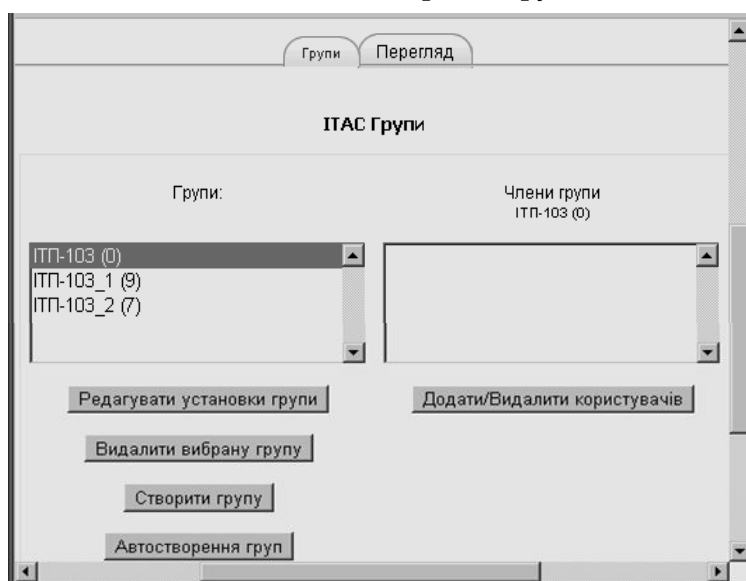 Групи Перегляд
ІТАС Групи
Групи:
Члени групи
ІТП-103 (0)
ІТП-103 (0)
ІТП-103_1 (9)
ІТП-103_2 (7)
Редагувати установки групи
Додати/Видалити користувачів
Видалити вибрану групу
Створити групу
Автостворення груп